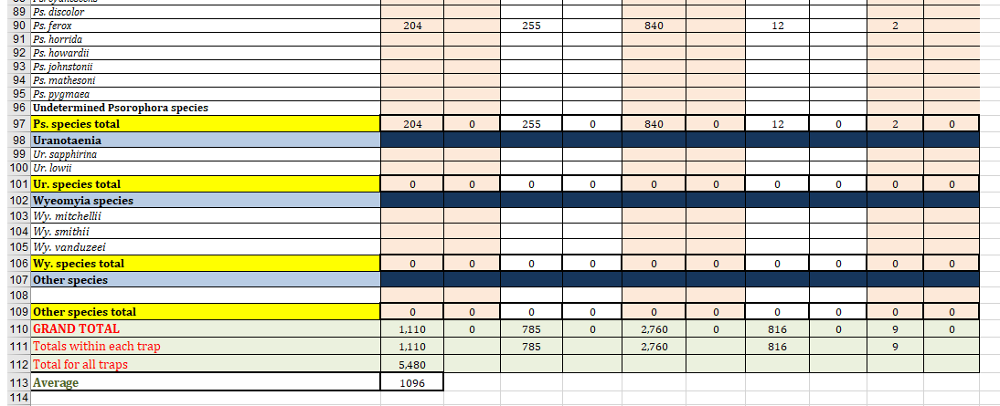 89 Ps. discolor
90 Ps. ferox 204 255 840 12 2
91 Ps. horrida
92 Ps. howardii
93 Ps. johnstonii
94 Ps. mathesoni
95 Ps. pygmaea
96 Undetermined Psorophora species
97 Ps. species total 204 0 255 0 840 0 12 0 2 0
98 Uranotaenia
99 Ur. sapphirina
100 Ur. lowii
101 Ur. species total 0 0 0 0 0 0 0 0 0 0
102 Wyeomyia species
103 Wy. mitchellii
104 Wy. smithii
105 Wy. vanduzeei
106 Wy. species total 0 0 0 0 0 0 0 0 0 0
107 Other species
108
109 Other species total 0 0 0 0 0 0 0 0 0 0
110 GRAND TOTAL 1,110 0 785 0 2,760 0 816 0 9 0
111 Totals within each trap 1,110 785 2,760 816 9
112 Total for all traps 5,480
113 Average 1096
114